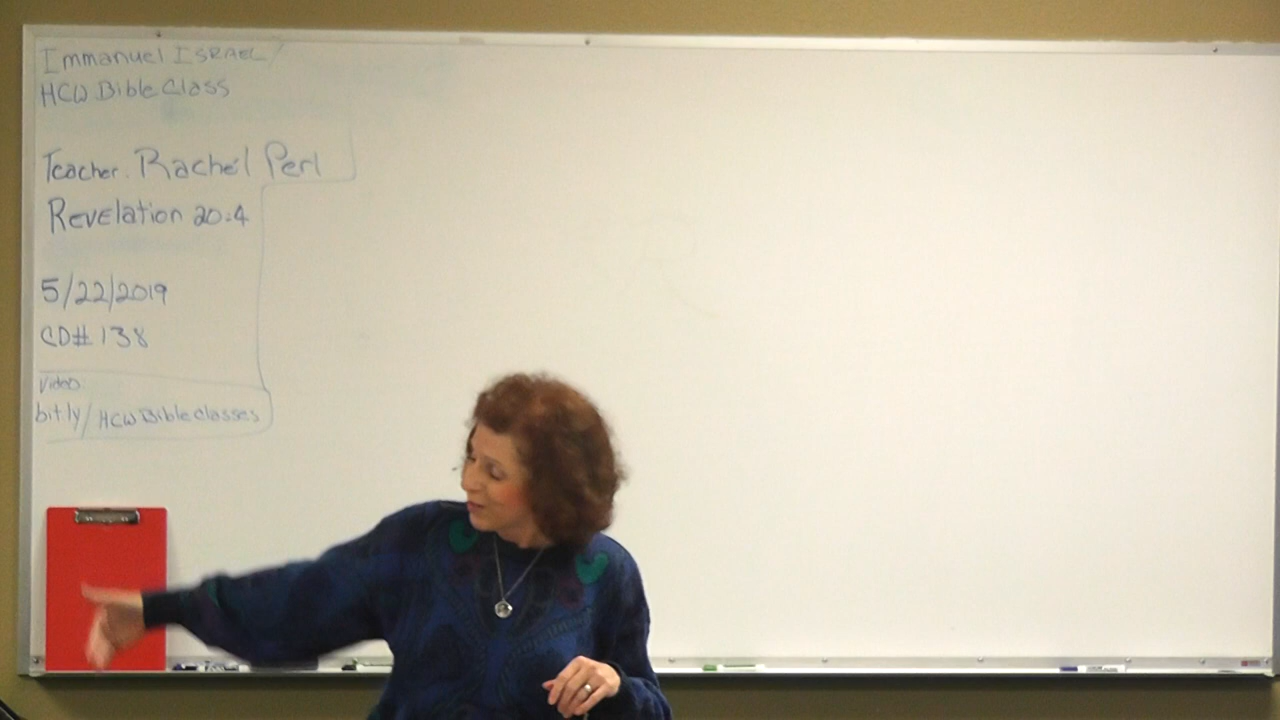 Immanuel ISRAEL/
HCW Bible Class
Teacher. Rachel Perl
Revelation 20:4
5/22/2019
CD# 138
Video
bit.ly/HCWBibleclasses